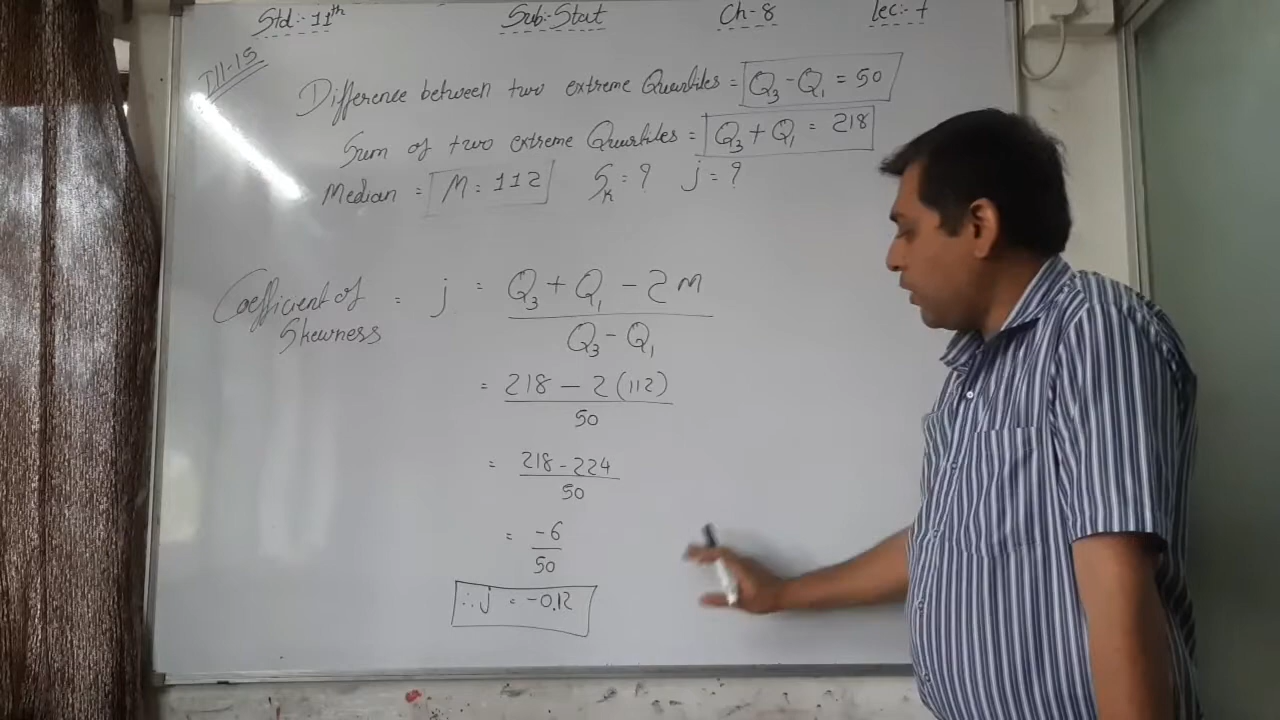 Std:- 11th Sub:- Stat Ch-8 Lec:- 7
Ill-15
Difference between two extreme Quartiles = Q3 - Q1 = 50
Sum of two extreme Quartiles = Q3 + Q1 = 218
Median = M = 112 Sk = ? j = ?
Coefficient of Skewness = j = Q3 + Q1 - 2M / Q3 - Q1
= 218 - 2(112) / 50
= 218 - 224 / 50
= -6 / 50
∴ j = -0.12